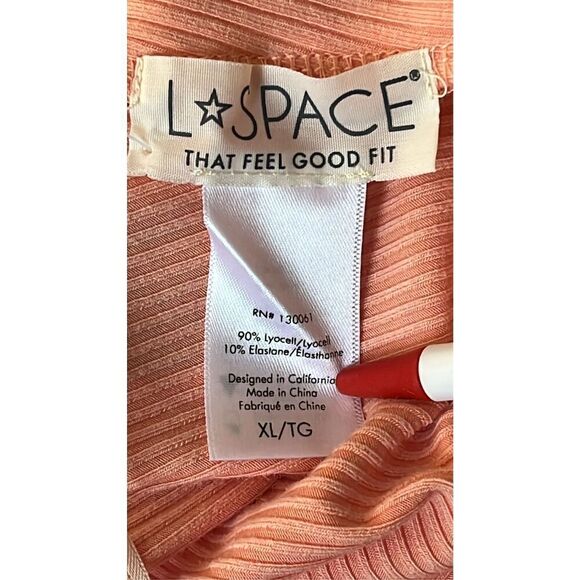 L☆SPACE®
THAT FEEL GOOD FIT
RN# 130061
90% Lyocell/Lyocell
10% Elastane/Élasthanne
Designed in California
Made in China
Fabriqué en Chine
XL/TG